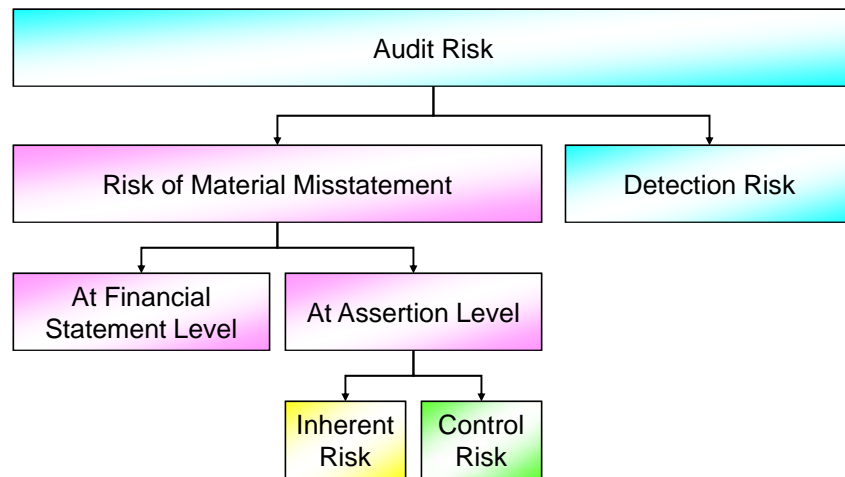 Audit Risk
Risk of Material Misstatement
Detection Risk
At Financial
Statement Level
At Assertion Level
Inherent
Risk
Control
Risk